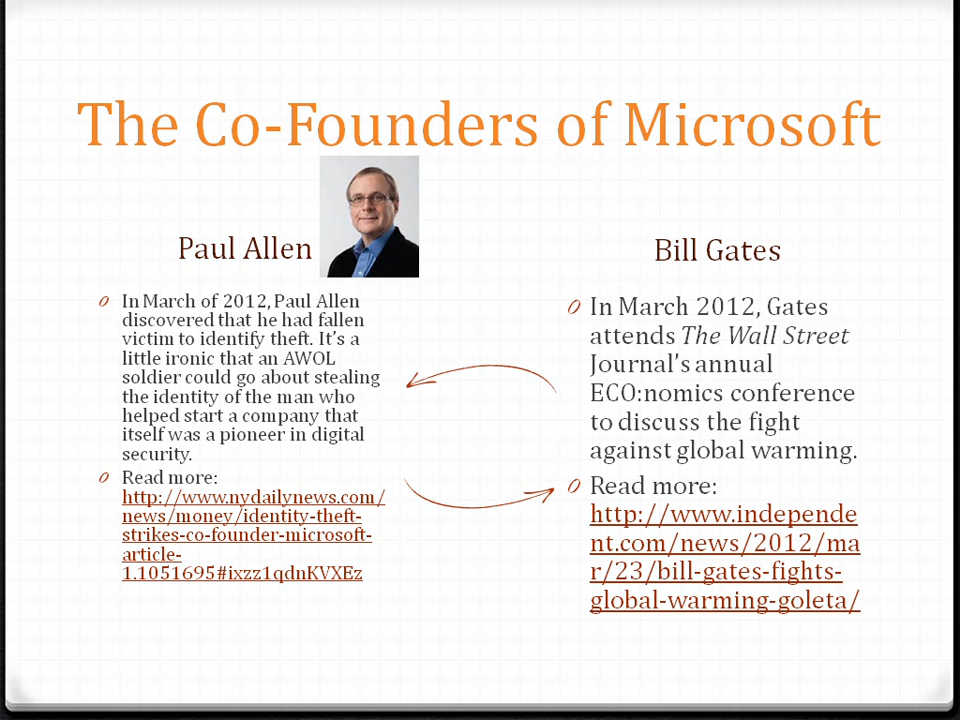 The Co-Founders of Microsoft
Paul Allen
In March of 2012, Paul Allen
discovered that he had fallen
victim to identify theft. It's a
little ironic that an AWOL
soldier could go about stealing
the identity of the man who
helped start a company that
itself was a pioneer in digital
security.
Read more:
http://www.nydailynews.com/
news/money/identity-theft-
strikes-co-founder-microsoft-
article-
1.1051695#ixzz1qdnKVXEz
Bill Gates
In March 2012, Gates
attends The Wall Street
Journal's annual
ECO:nomics conference
to discuss the fight
against global warming.
Read more:
http://www.independe
nt.com/news/2012/ma
r/23/bill-gates-fights-
global-warming-goleta/